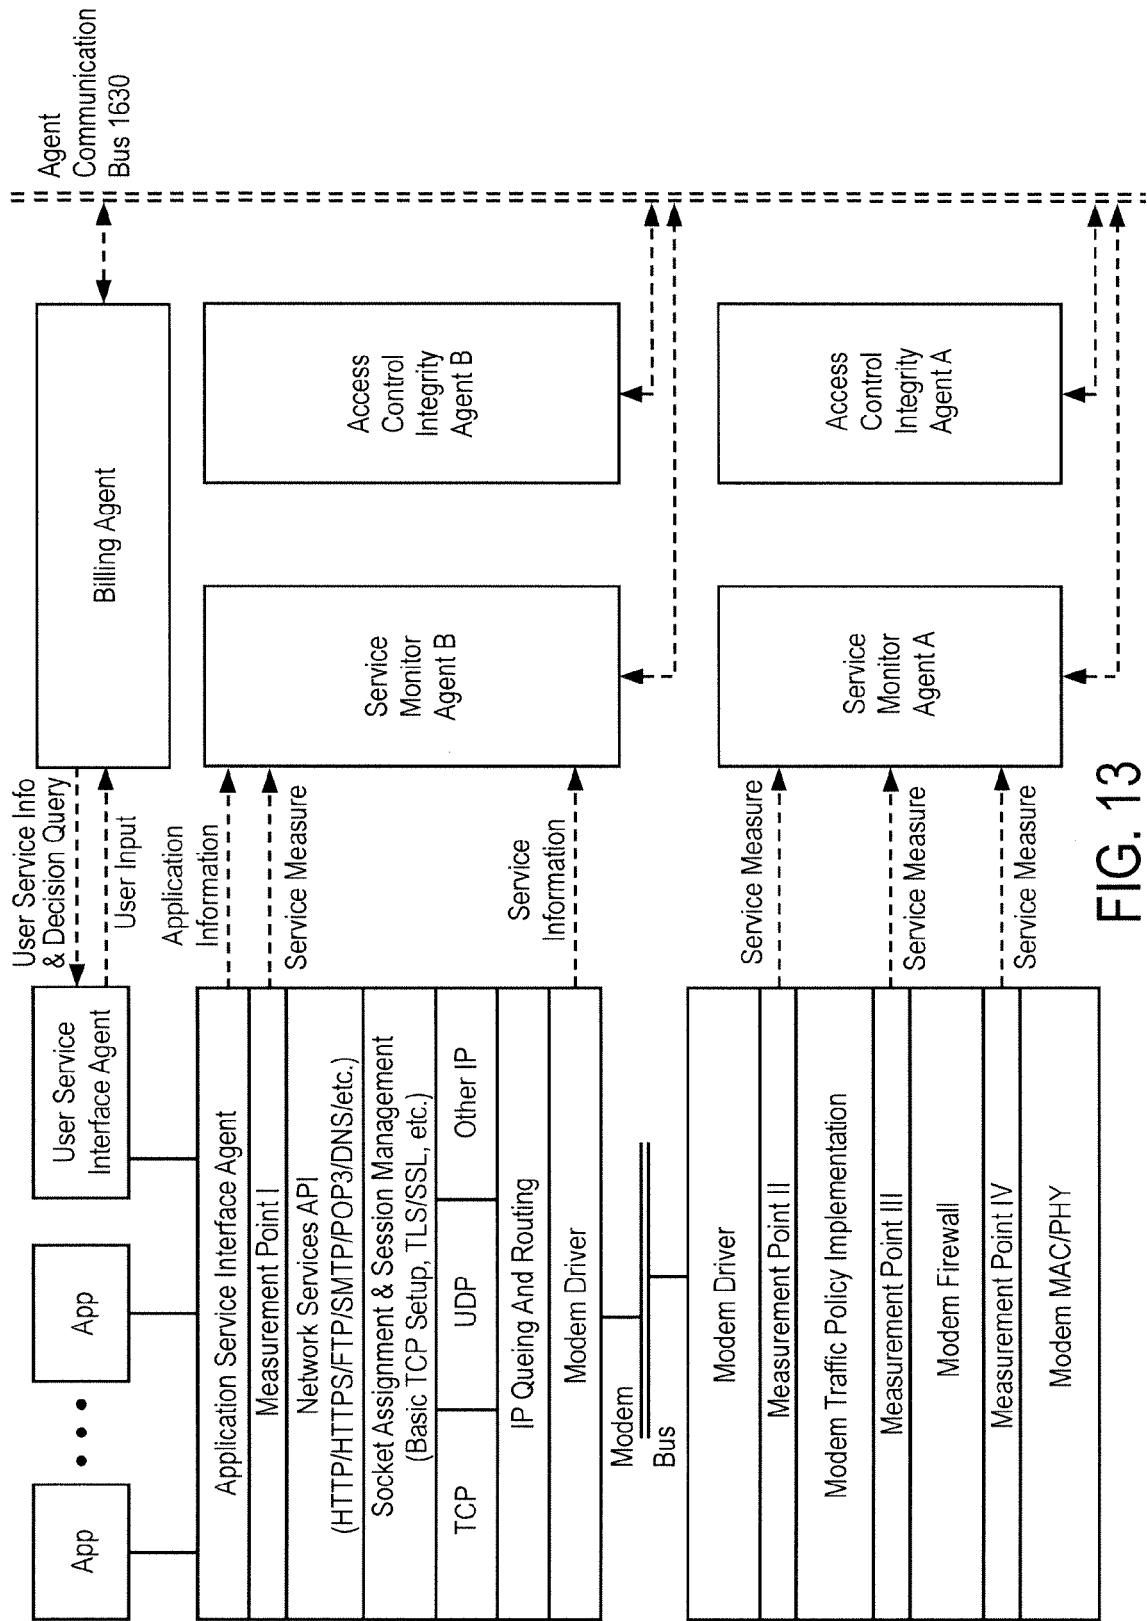 App
App
User Service
Interface Agent
User Service Info
& Decision Query
User Input
Billing Agent
Agent
Communication
Bus 1630
Application Service Interface Agent
Measurement Point I
Network Services API
(HTTP/HTTPS/FTP/SMTP/POP3/DNS/etc.)
Socket Assignment & Session Management
(Basic TCP Setup, TLS/SSL, etc.)
TCP
UDP
Other IP
IP Queing And Routing
Modem Driver
Application
Information
Service Measure
Service
Information
Service
Monitor
Agent B
Access
Control
Integrity
Agent B
Modem
Bus
Modem Driver
Measurement Point II
Modem Traffic Policy Implementation
Measurement Point III
Modem Firewall
Measurement Point IV
Modem MAC/PHY
Service Measure
Service Measure
Service Measure
Service
Monitor
Agent A
Access
Control
Integrity
Agent A
FIG. 13